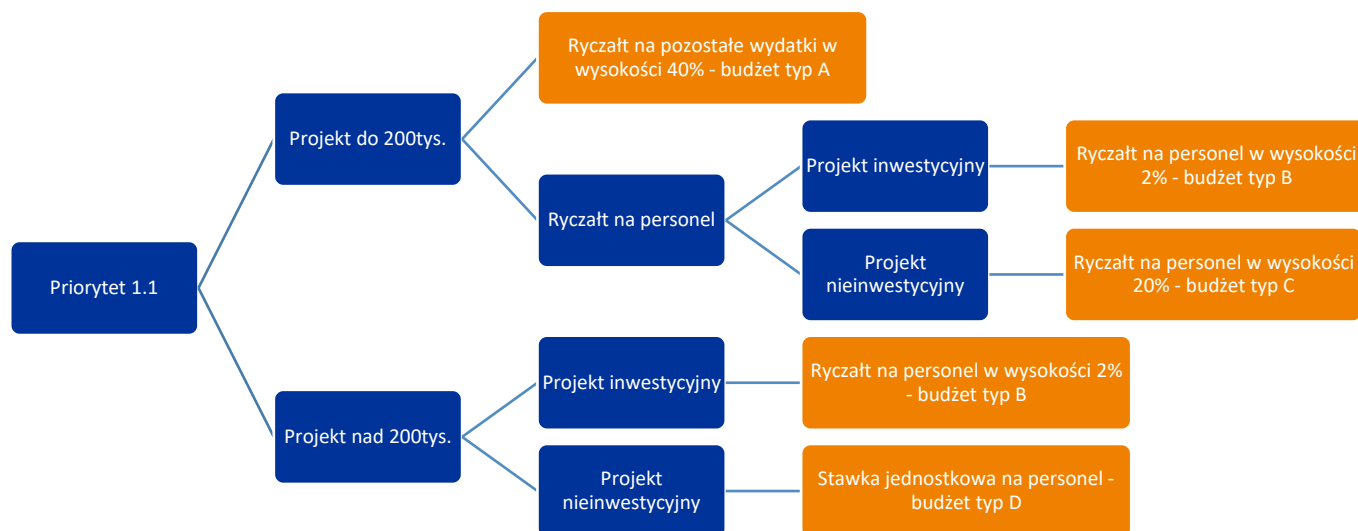 Ryczałt na pozostałe wydatki w
wysokości 40% - budżet typ A
Projekt do 200tys.
Projekt inwestycyjny
Ryczałt na personel w wysokości
2% - budżet typ B
Ryczałt na personel
Projekt
nieinwestycyjny
Ryczałt na personel w wysokości
20% - budżet typ C
Priorytet 1.1
Projekt inwestycyjny
Ryczałt na personel w wysokości 2%
- budżet typ B
Projekt nad 200tys.
Projekt
nieinwestycyjny
Stawka jednostkowa na personel -
budżet typ D